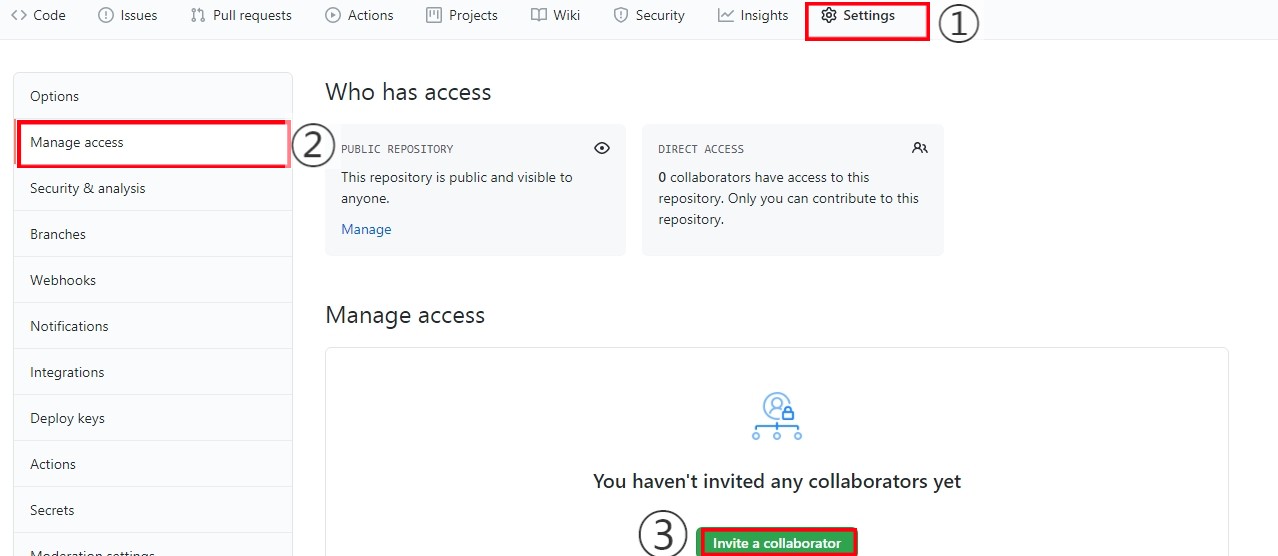 Code Issues Pull requests Actions Projects Wiki Security Insights Settings ①
Options
Manage access ②
Security & analysis
Branches
Webhooks
Notifications
Integrations
Deploy keys
Actions
Secrets
Moderation settings
Who has access
PUBLIC REPOSITORY
This repository is public and visible to
anyone.
Manage
DIRECT ACCESS
0 collaborators have access to this
repository. Only you can contribute to this
repository.
Manage access
You haven't invited any collaborators yet
③ Invite a collaborator